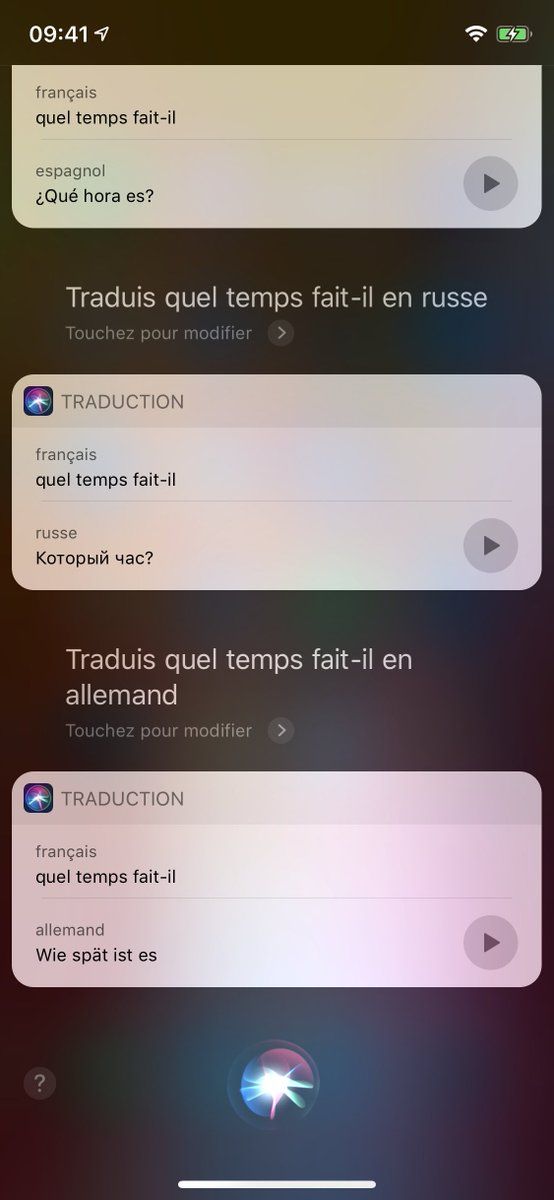 09:41
français
quel temps fait-il
espagnol
¿Qué hora es?
Traduis quel temps fait-il en russe
Touchez pour modifier
TRADUCTION
français
quel temps fait-il
russe
Который час?
Traduis quel temps fait-il en
allemand
Touchez pour modifier
TRADUCTION
français
quel temps fait-il
allemand
Wie spät ist es
?